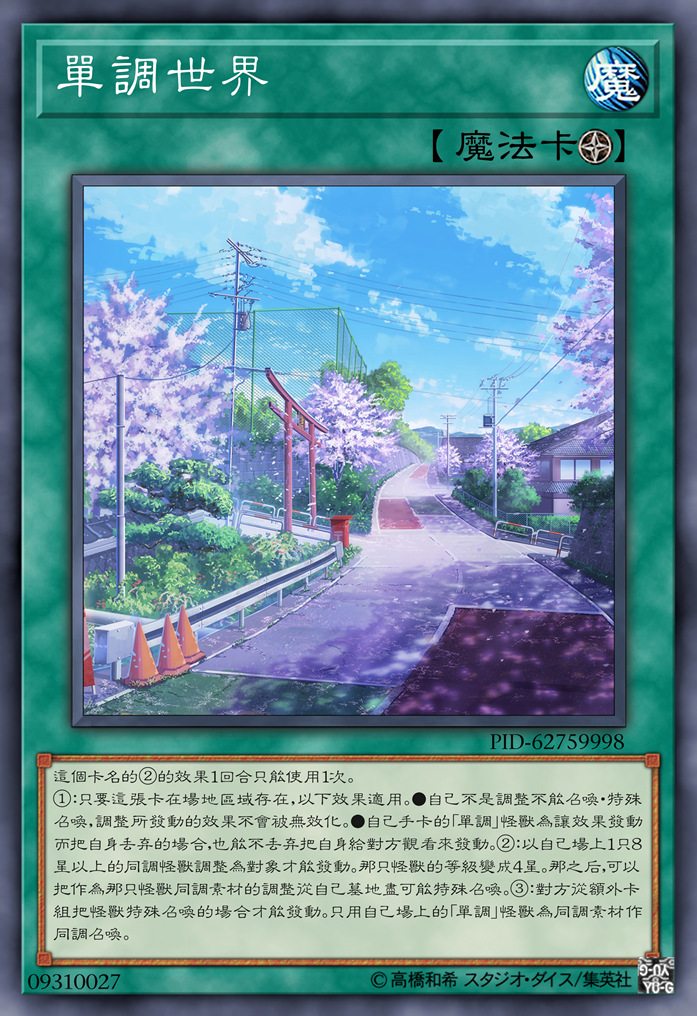 單調世界
魔
【魔法卡】
PID-62759998
這個卡名的②的效果1回合只能使用1次。
①:只要這張卡在場地區域存在,以下效果適用。●自己不是調整不能召喚・特殊
召喚,調整所發動的效果不會被無效化。●自己手卡的「單調」怪獸為讓效果發動
而把自身丟弃的場合,也能不丟弃把自身給對方觀看來發動。②:以自己場上1只8
星以上的同調怪獸調整為對象才能發動。那只怪獸的等級變成4星。那之后,可以
把作為那只怪獸同調素材的調整從自己墓地盡可能特殊召喚。③:對方從額外卡
組把怪獸特殊召喚的場合才能發動。只用自己場上的「單調」怪獸為同調素材作
同調召喚。
09310027
©高橋和希 スタジオ・ダイス/集英社
YU-G
YU-G